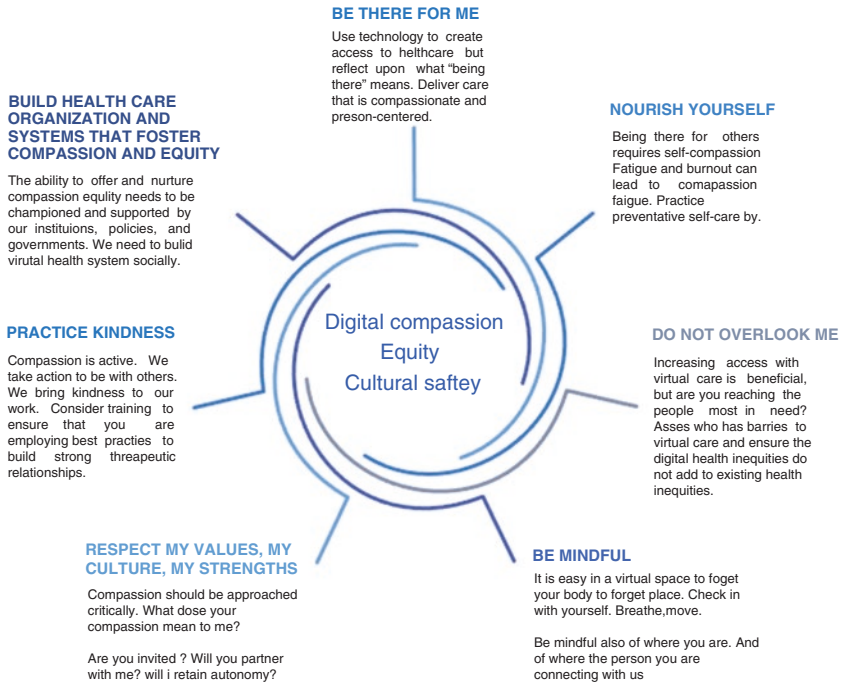 BE THERE FOR ME
Use technology to create
access to helthcare but
reflect upon what “being
there” means. Deliver care
that is compassionate and
preson-centered.
NOURISH YOURSELF
Being there for others
requires self-compassion
Fatigue and burnout can
lead to comapassion
faigue. Practice
preventative self-care by.
DO NOT OVERLOOK ME
Increasing access with
virtual care is beneficial,
but are you reaching the
people most in need?
Asses who has barries to
virtual care and ensure the
digital health inequities do
not add to existing health
inequities.
BE MINDFUL
It is easy in a virtual space to foget
your body to forget place. Check in
with yourself. Breathe,move.
Be mindful also of where you are. And
of where the person you are
connecting with us
RESPECT MY VALUES, MY
CULTURE, MY STRENGTHS
Compassion should be approached
critically. What dose your
compassion mean to me?
Are you invited ? Will you partner
with me? will i retain autonomy?
PRACTICE KINDNESS
Compassion is active. We
take action to be with others.
We bring kindness to our
work. Consider training to
ensure that you are
employing best practies to
build strong threapeutic
relationships.
BUILD HEALTH CARE
ORGANIZATION AND
SYSTEMS THAT FOSTER
COMPASSION AND EQUITY
The ability to offer and nurture
compassion equlity needs to be
championed and supported by
our instituions, policies, and
governments. We need to bulid
virutal health system socially.
Digital compassion
Equity
Cultural saftey